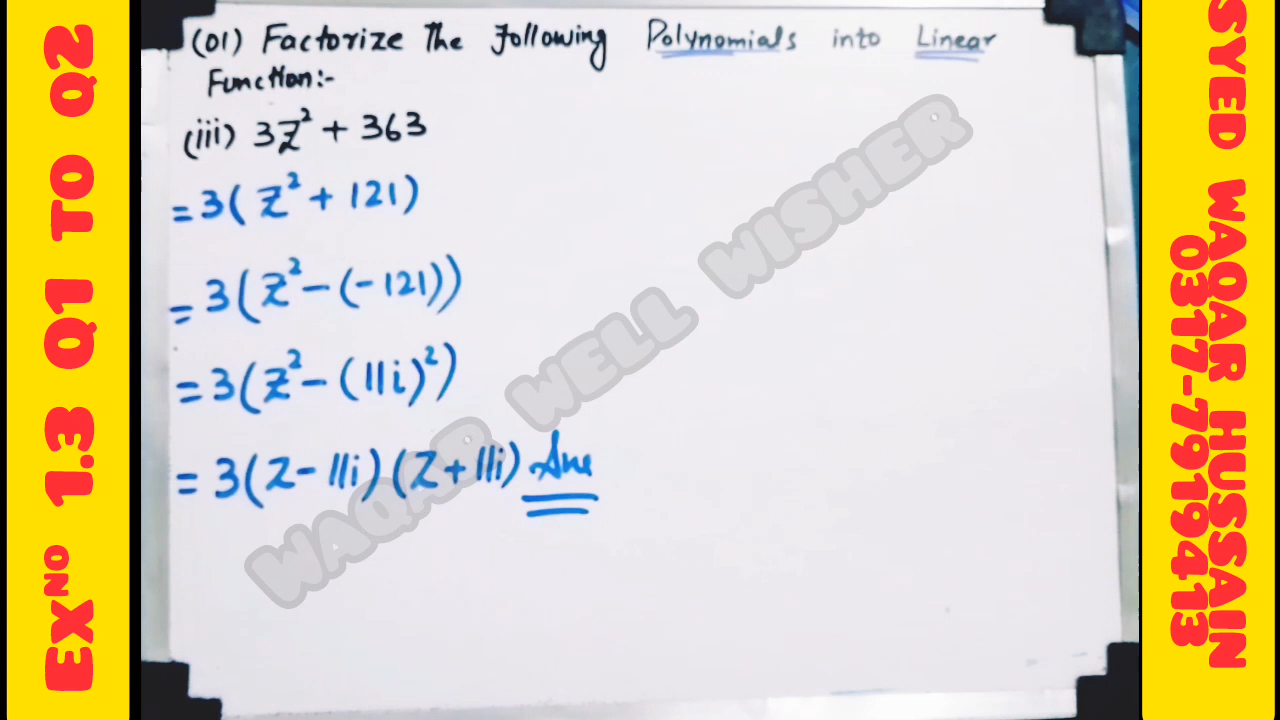 EX NO 1.3 Q1 TO Q2
(01) Factorize The Following Polynomials into Linear
Function:-
(iii) 3Z² + 363
= 3(Z² + 121)
= 3(Z² - (-121))
= 3(Z² - (11i)²)
= 3(Z - 11i)(Z + 11i) Ans
WAQAR WELL WISHER
SYED WAQAR HUSSAIN
0317-7919413